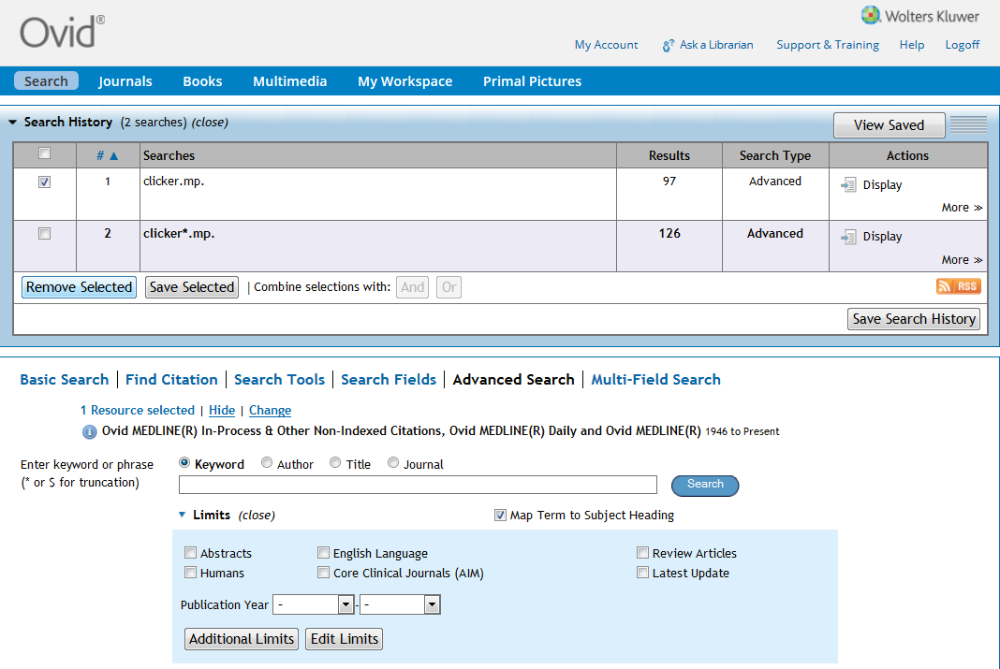 Ovid®
Wolters Kluwer
My Account Ask a Librarian Support & Training Help Logoff
Search Journals Books Multimedia My Workspace Primal Pictures
Search History (2 searches) (close)
View Saved
# ▲ Searches Results Search Type Actions
1 clicker.mp. 97 Advanced Display
More ≫
2 clicker*.mp. 126 Advanced Display
More ≫
Remove Selected Save Selected | Combine selections with: And Or RSS
Save Search History
Basic Search | Find Citation | Search Tools | Search Fields | Advanced Search | Multi-Field Search
1 Resource selected | Hide | Change
i Ovid MEDLINE(R) In-Process & Other Non-Indexed Citations, Ovid MEDLINE(R) Daily and Ovid MEDLINE(R) 1946 to Present
Enter keyword or phrase
(* or $ for truncation)
Keyword Author Title Journal
Search
Limits (close) Map Term to Subject Heading
Abstracts English Language Review Articles
Humans Core Clinical Journals (AIM) Latest Update
Publication Year - - -
Additional Limits Edit Limits